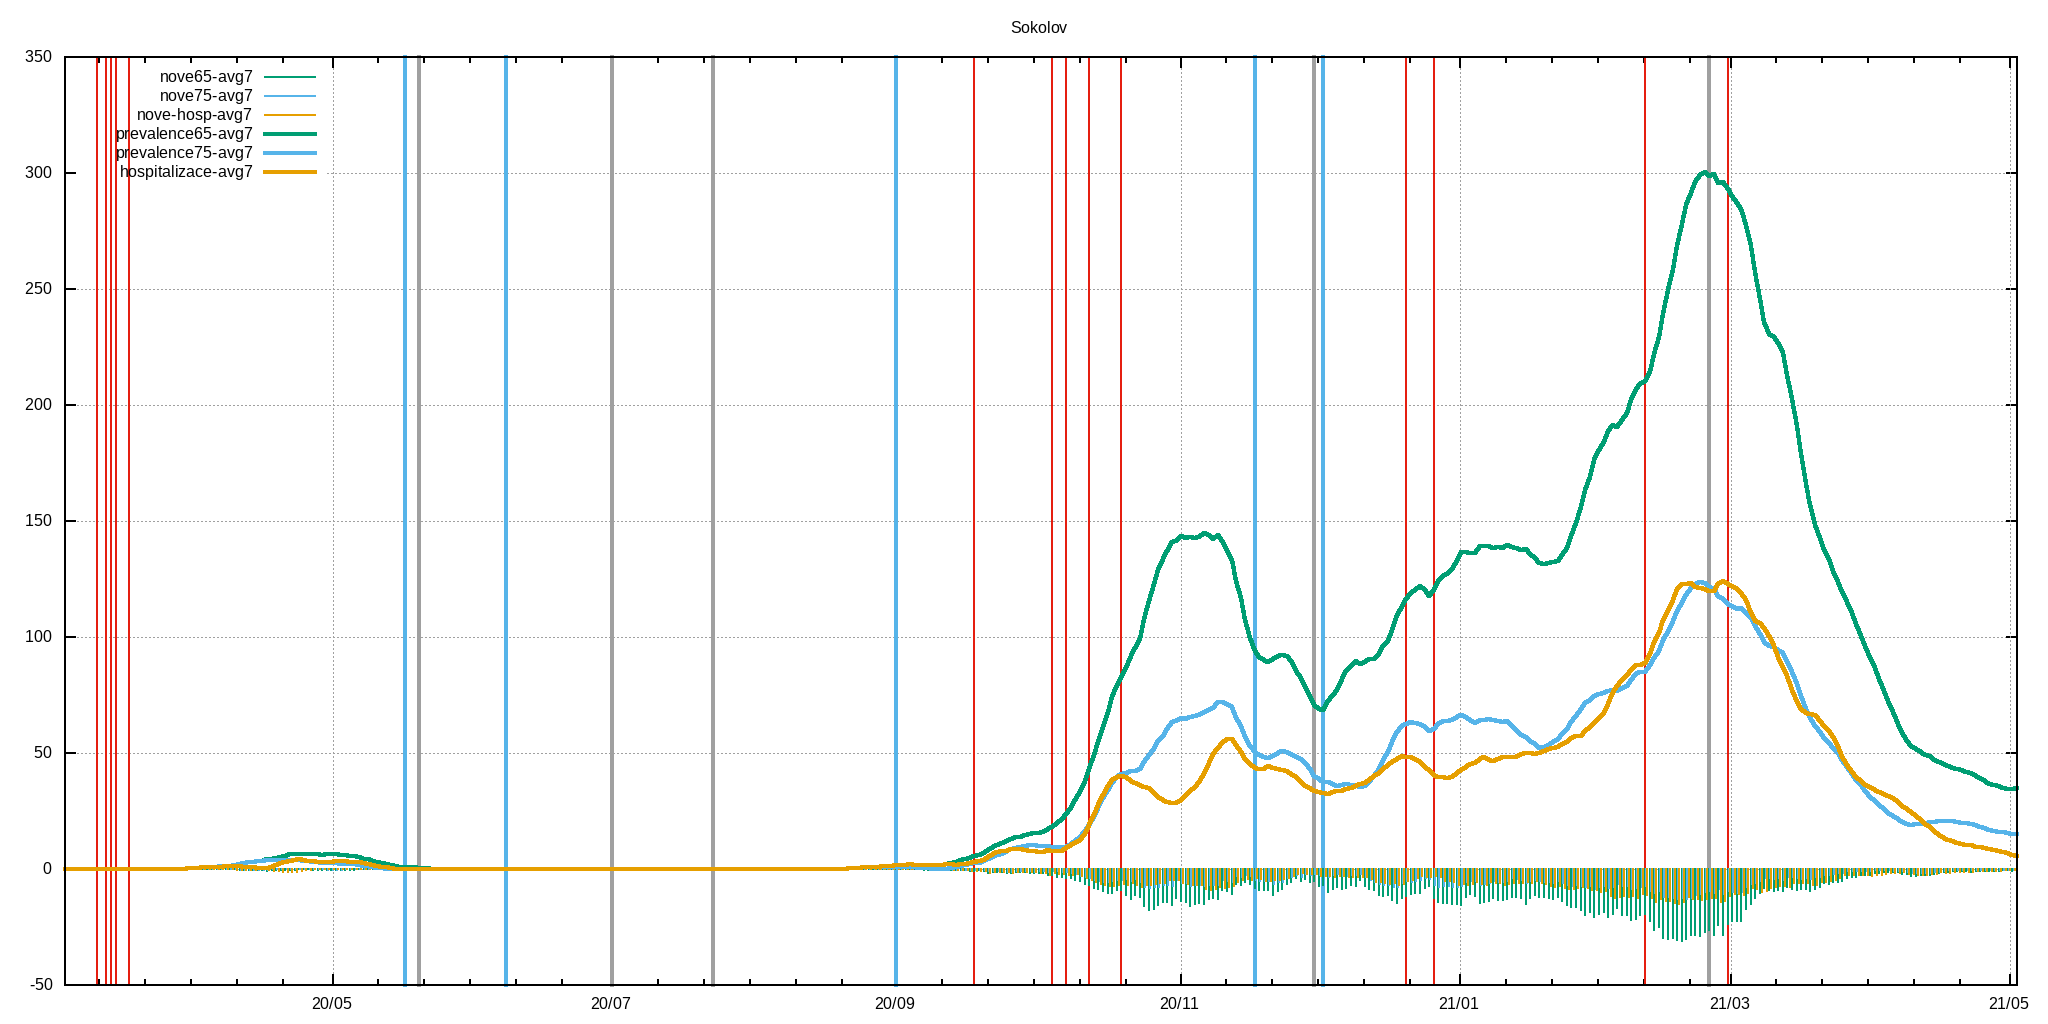 Sokolov
350
300
250
200
150
100
50
0
-50
nove65-avg7
nove75-avg7
nove-hosp-avg7
prevalence65-avg7
prevalence75-avg7
hospitalizace-avg7
20/05 20/07 20/09 20/11 21/01 21/03 21/05